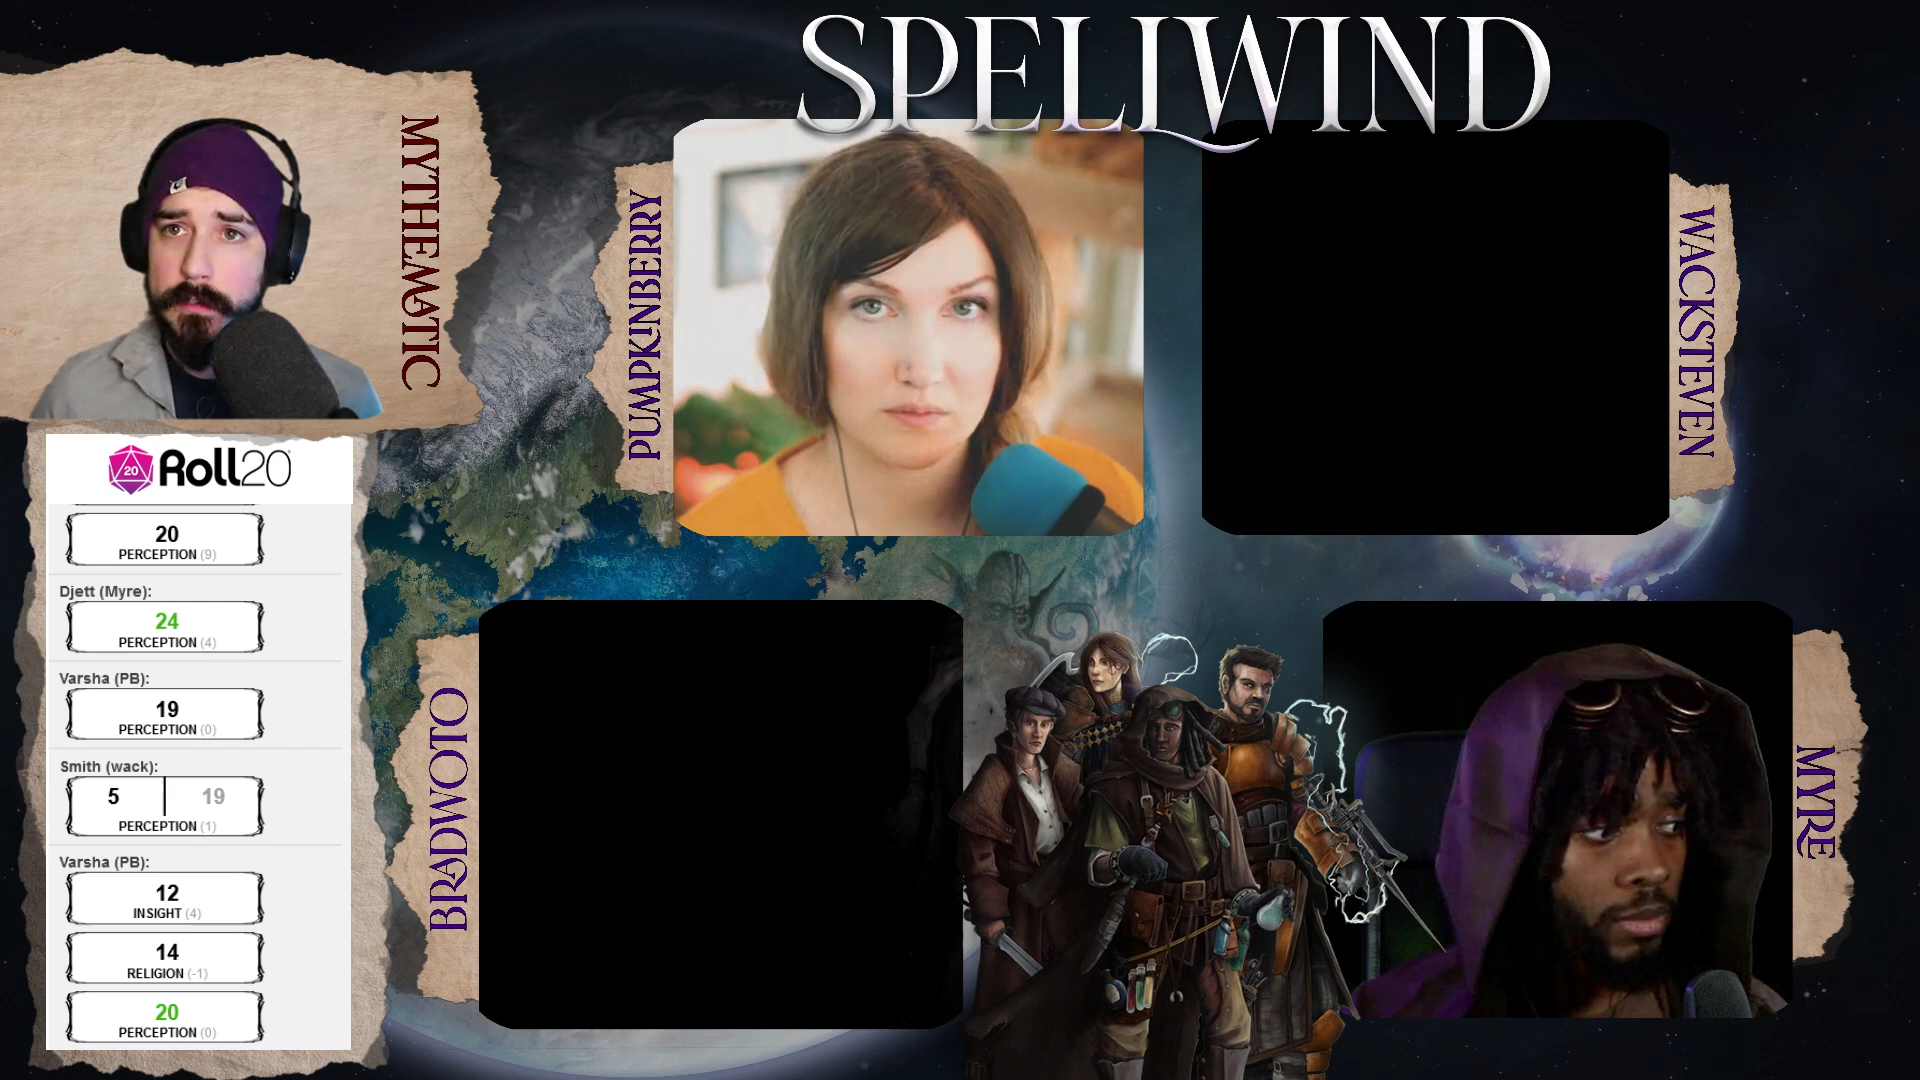 SPELLWIND
MYTHEMATIC
PUMPKINBERRY
WACKSTEVEN
BRADWOTO
MYRE
20 Roll20
20
PERCEPTION (9)
Djett (Myre):
24
PERCEPTION (4)
Varsha (PB):
19
PERCEPTION (0)
Smith (wack):
5 19
PERCEPTION (1)
Varsha (PB):
12
INSIGHT (4)
14
RELIGION (-1)
20
PERCEPTION (0)